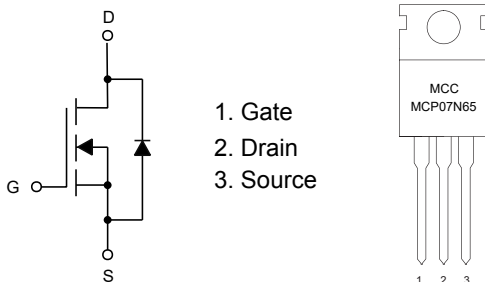 D
G
S
1. Gate
2. Drain
3. Source
MCC
MCP07N65
1 2 3